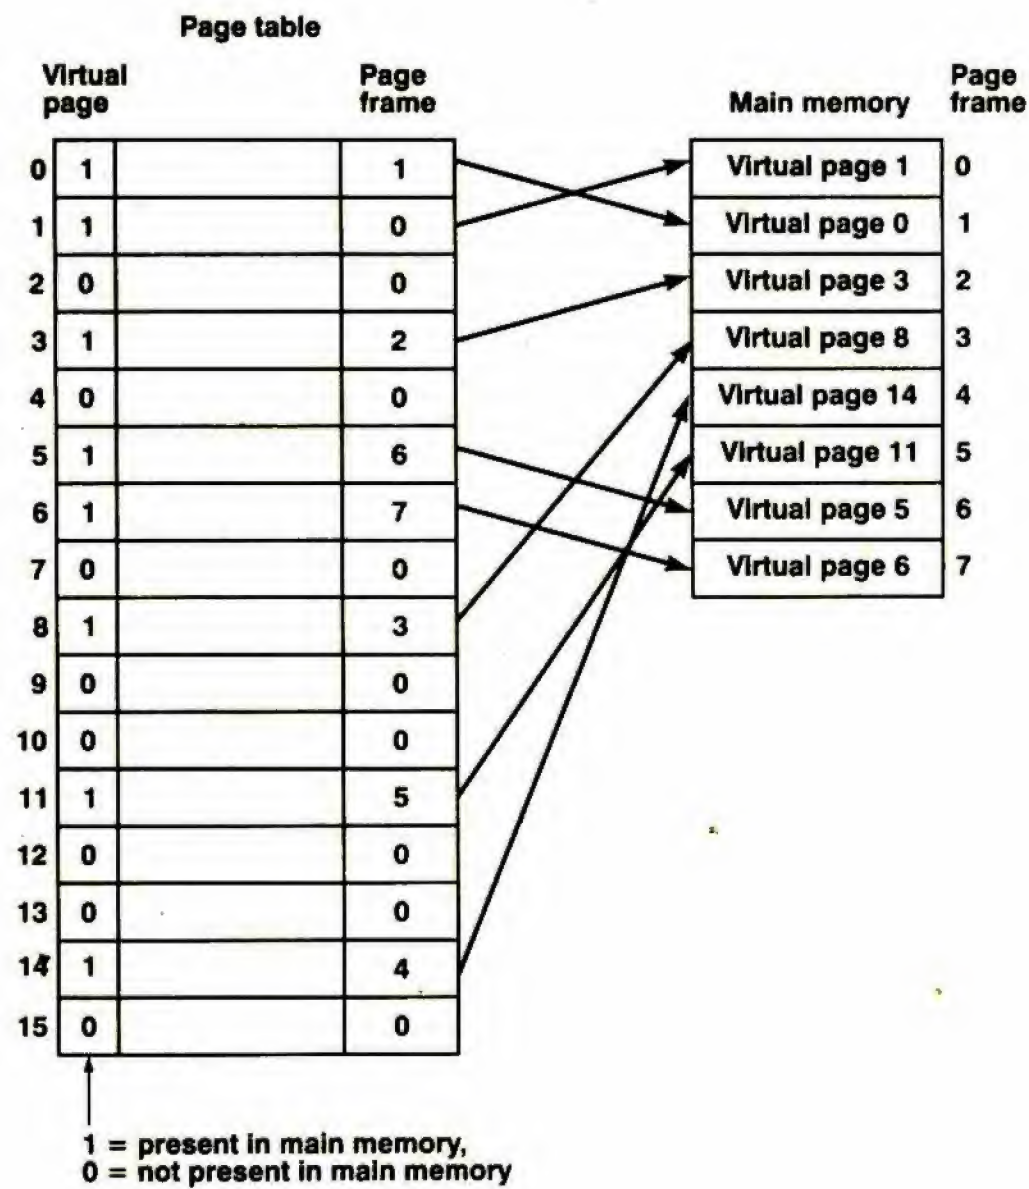 Page table
Virtual page
Page frame
0 1 1
1 1 0
2 0 0
3 1 2
4 0 0
5 1 6
6 1 7
7 0 0
8 1 3
9 0 0
10 0 0
11 1 5
12 0 0
13 0 0
14 1 4
15 0 0
1 = present in main memory,
0 = not present in main memory
Main memory
Page frame
Virtual page 1 0
Virtual page 0 1
Virtual page 3 2
Virtual page 8 3
Virtual page 14 4
Virtual page 11 5
Virtual page 5 6
Virtual page 6 7